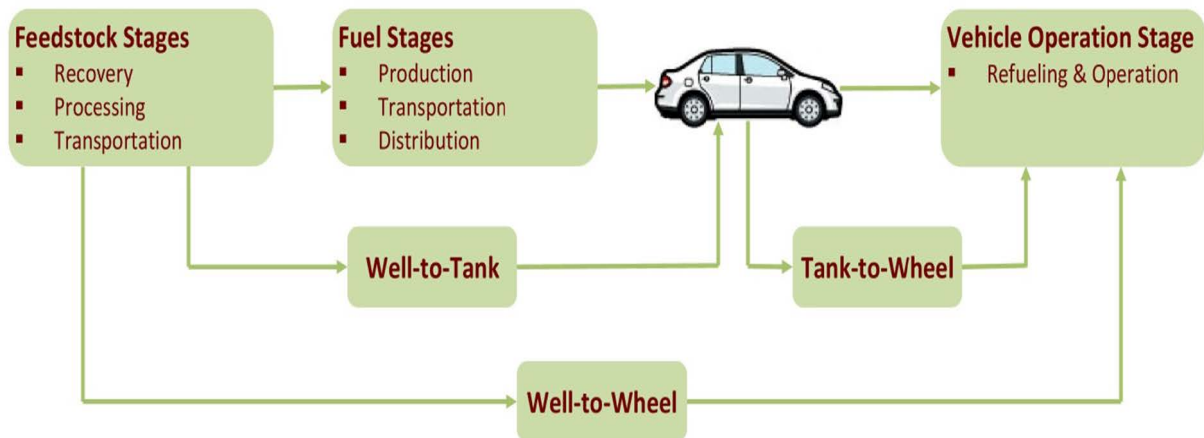 Feedstock Stages
▪ Recovery
▪ Processing
▪ Transportation
Fuel Stages
▪ Production
▪ Transportation
▪ Distribution
Vehicle Operation Stage
▪ Refueling & Operation
Well-to-Tank
Tank-to-Wheel
Well-to-Wheel